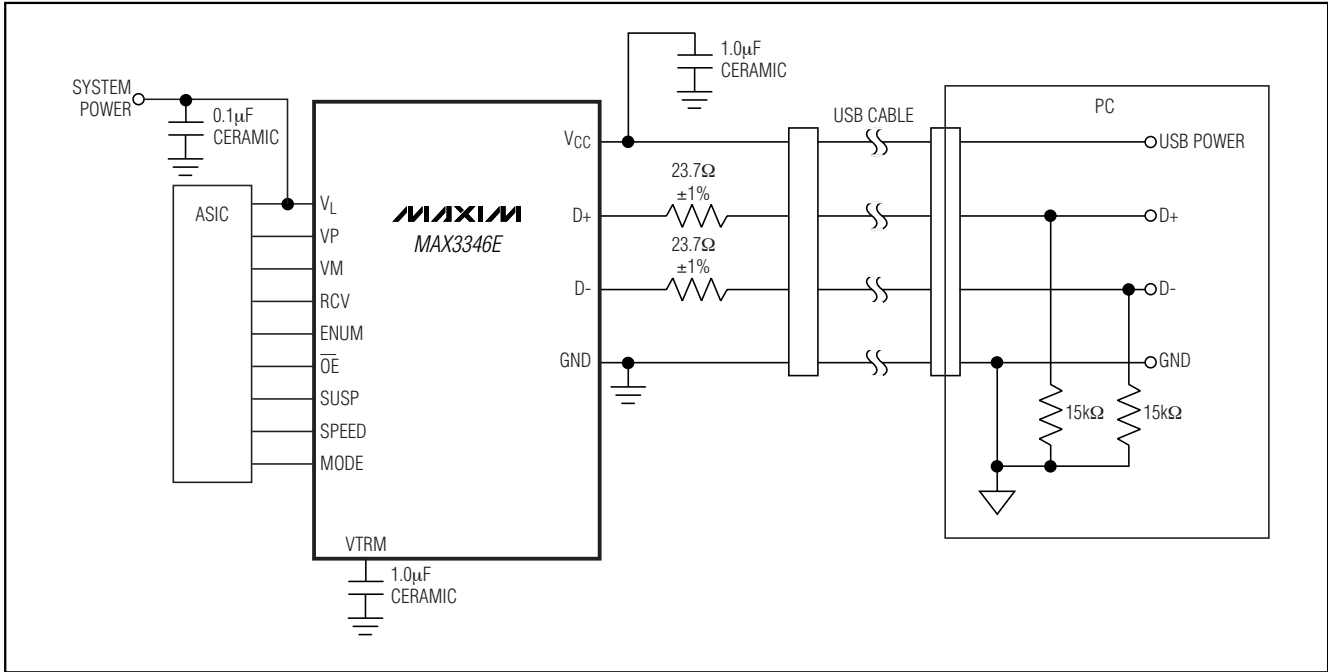 SYSTEM
POWER
0.1µF
CERAMIC
1.0µF
CERAMIC
ASIC
VL
VP
VM
RCV
ENUM
OE
SUSP
SPEED
MODE
VTRM
1.0µF
CERAMIC
MAXIM
MAX3346E
VCC
D+
D-
GND
23.7Ω
±1%
23.7Ω
±1%
USB CABLE
PC
USB POWER
D+
D-
GND
15kΩ
15kΩ